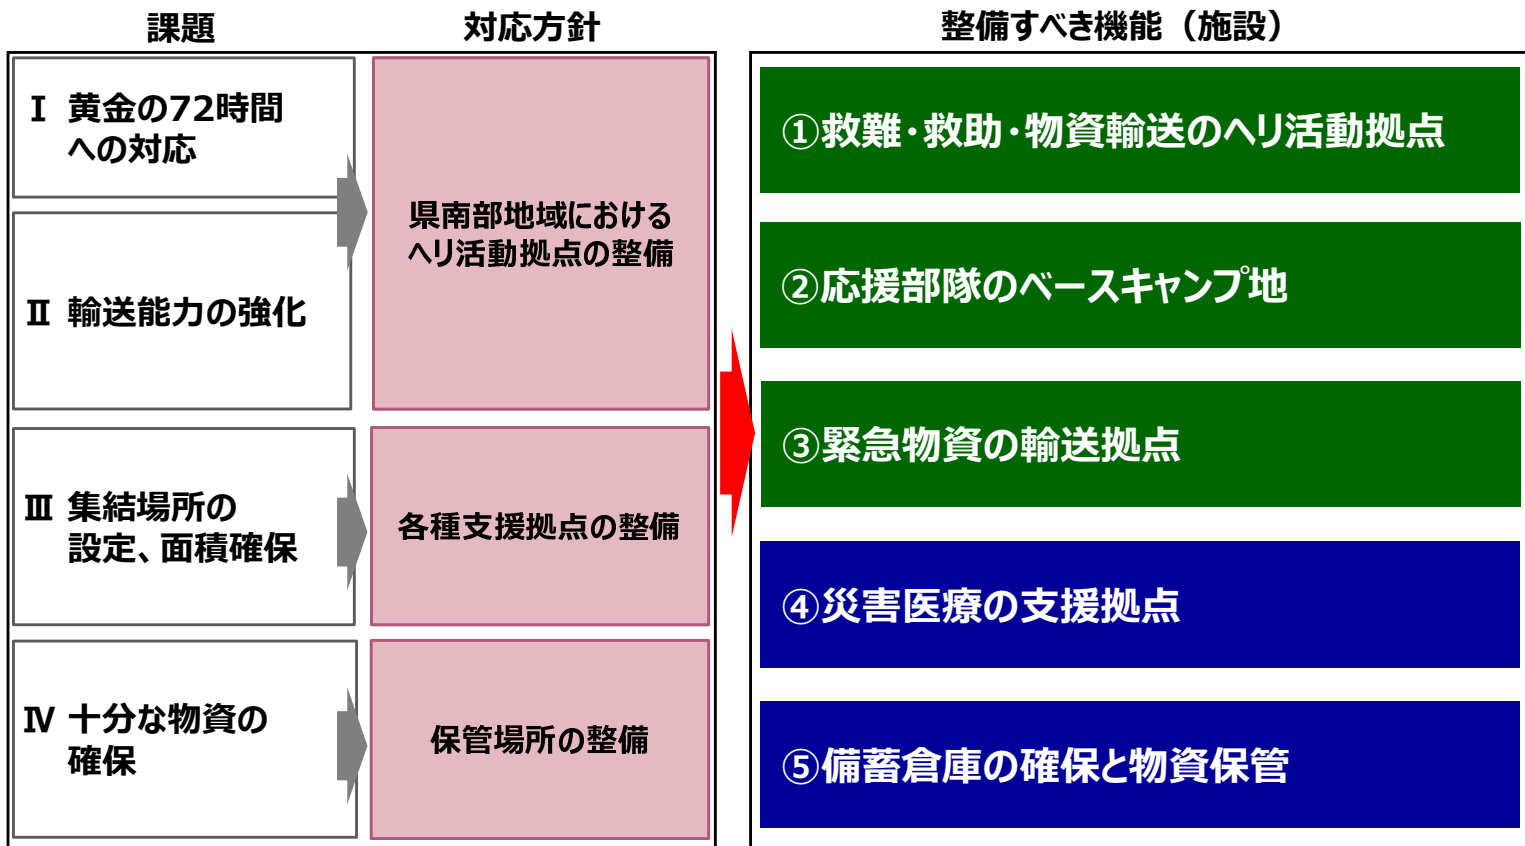 課題
対応方針
整備すべき機能（施設）
Ⅰ 黄金の72時間
への対応
Ⅱ 輸送能力の強化
県南部地域における
ヘリ活動拠点の整備
Ⅲ 集結場所の
設定、面積確保
各種支援拠点の整備
Ⅳ 十分な物資の
確保
保管場所の整備
①救難・救助・物資輸送のヘリ活動拠点
②応援部隊のベースキャンプ地
③緊急物資の輸送拠点
④災害医療の支援拠点
⑤備蓄倉庫の確保と物資保管